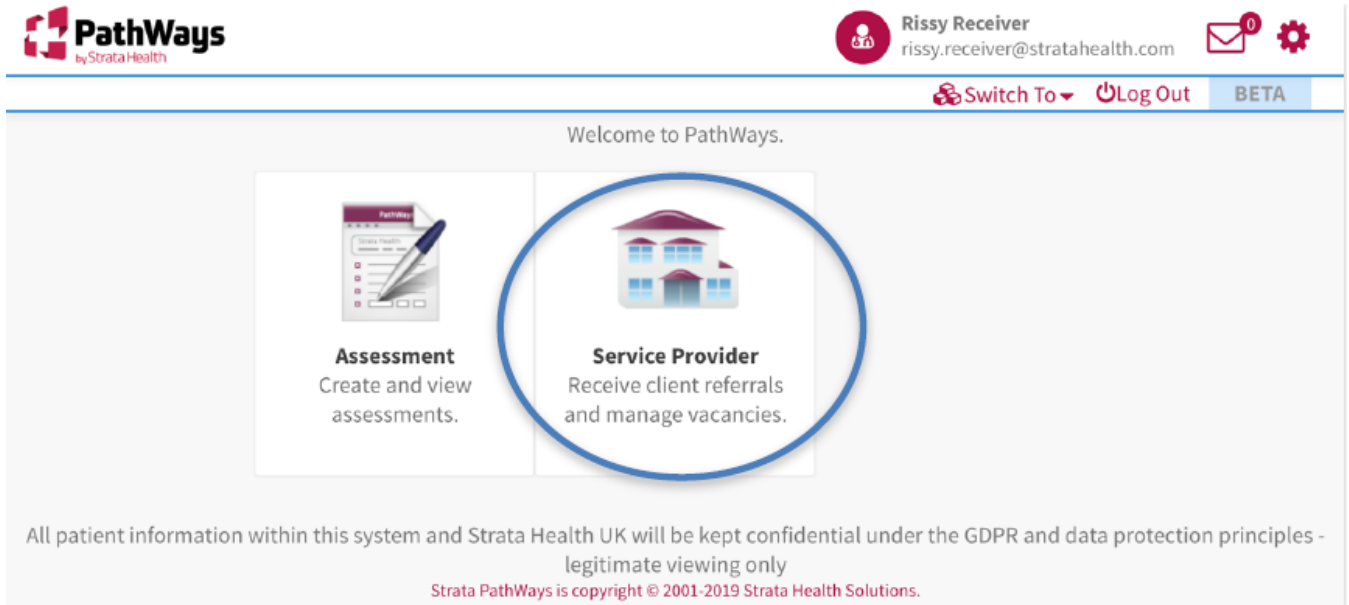 PathWays
by Strata Health
Rissy Receiver
rissy.receiver@stratahealth.com
0
Switch To
Log Out
BETA
Welcome to PathWays.
PathWays
Strata Health
Assessment
Create and view
assessments.
Service Provider
Receive client referrals
and manage vacancies.
All patient information within this system and Strata Health UK will be kept confidential under the GDPR and data protection principles -
legitimate viewing only
Strata PathWays is copyright © 2001-2019 Strata Health Solutions.